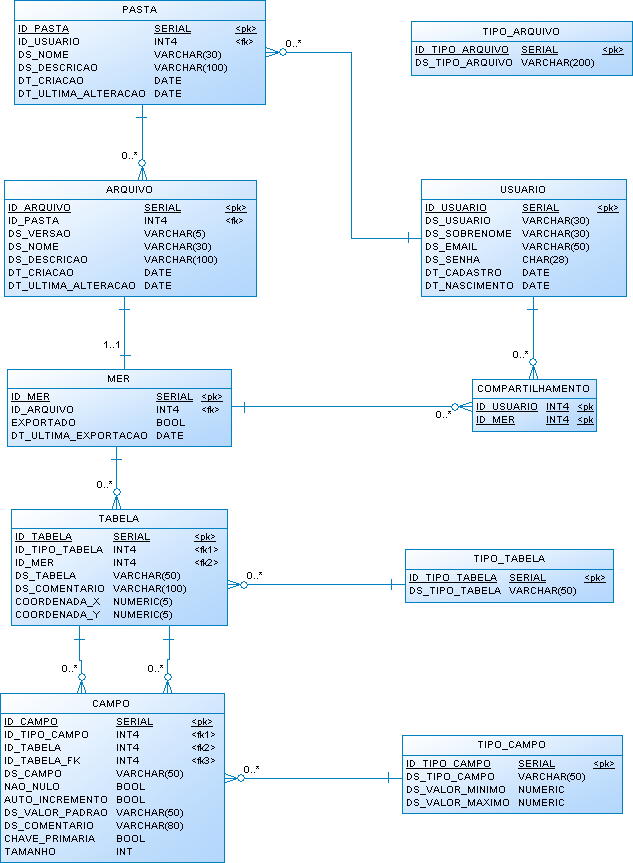 PASTA
ID_PASTA SERIAL <pk>
ID_USUARIO INT4 <fk>
DS_NOME VARCHAR(30)
DS_DESCRICAO VARCHAR(100)
DT_CRIACAO DATE
DT_ULTIMA_ALTERACAO DATE
0..*
TIPO_ARQUIVO
ID_TIPO_ARQUIVO SERIAL <pk>
DS_TIPO_ARQUIVO VARCHAR(200)
0..*
ARQUIVO
ID_ARQUIVO SERIAL <pk>
ID_PASTA INT4 <fk>
DS_VERSAO VARCHAR(5)
DS_NOME VARCHAR(30)
DS_DESCRICAO VARCHAR(100)
DT_CRIACAO DATE
DT_ULTIMA_ALTERACAO DATE
USUARIO
ID_USUARIO SERIAL <pk>
DS_USUARIO VARCHAR(30)
DS_SOBRENOME VARCHAR(30)
DS_EMAIL VARCHAR(50)
DS_SENHA CHAR(28)
DT_CADASTRO DATE
DT_NASCIMENTO DATE
1..1
0..*
MER
ID_MER SERIAL <pk>
ID_ARQUIVO INT4 <fk>
EXPORTADO BOOL
DT_ULTIMA_EXPORTACAO DATE
0..*
COMPARTILHAMENTO
ID_USUARIO INT4 <pk
ID_MER INT4 <pk
0..*
TABELA
ID_TABELA SERIAL <pk>
ID_TIPO_TABELA INT4 <fk1>
ID_MER INT4 <fk2>
DS_TABELA VARCHAR(50)
DS_COMENTARIO VARCHAR(100)
COORDENADA_X NUMERIC(5)
COORDENADA_Y NUMERIC(5)
0..*
TIPO_TABELA
ID_TIPO_TABELA SERIAL <pk>
DS_TIPO_TABELA VARCHAR(50)
0..*
0..*
CAMPO
ID_CAMPO SERIAL <pk>
ID_TIPO_CAMPO INT4 <fk1>
ID_TABELA INT4 <fk2>
ID_TABELA_FK INT4 <fk3>
DS_CAMPO VARCHAR(50)
NAO_NULO BOOL
AUTO_INCREMENTO BOOL
DS_VALOR_PADRAO VARCHAR(50)
DS_COMENTARIO VARCHAR(80)
CHAVE_PRIMARIA BOOL
TAMANHO INT
0..*
TIPO_CAMPO
ID_TIPO_CAMPO SERIAL <pk>
DS_TIPO_CAMPO VARCHAR(50)
DS_VALOR_MINIMO NUMERIC
DS_VALOR_MAXIMO NUMERIC